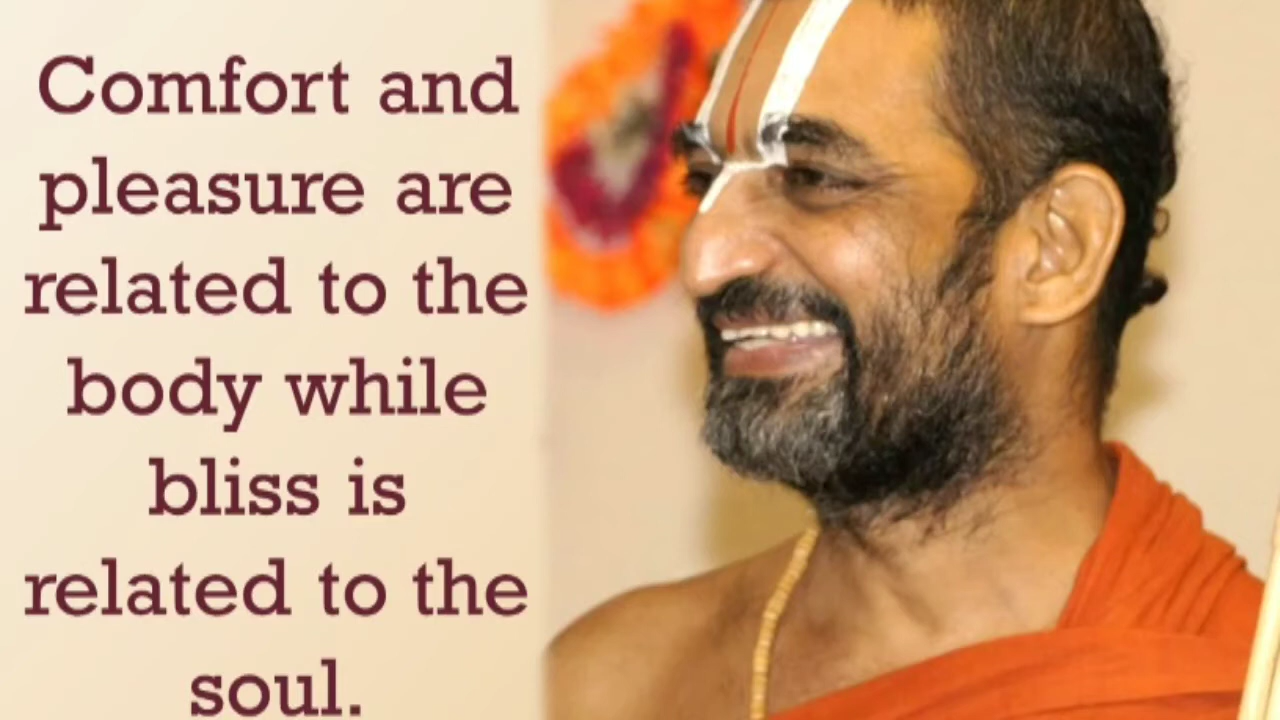 Comfort and
pleasure are
related to the
body while
bliss is
related to the
soul.